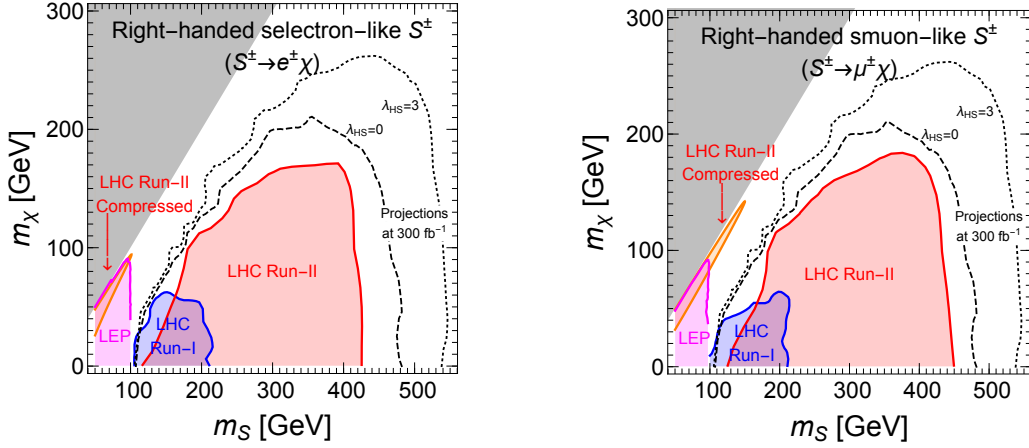 Right-handed selectron-like S±
(S±→e±χ)
λHS=3
λHS=0
LHC Run-II
Compressed
Projections
at 300 fb⁻¹
LHC Run-II
LEP
LHC
Run-I
300
200
100
0
100
200
300
400
500
mχ [GeV]
mS [GeV]
Right-handed smuon-like S±
(S±→μ±χ)
λHS=3
λHS=0
LHC Run-II
Compressed
Projections
at 300 fb⁻¹
LHC Run-II
LEP
LHC
Run-I
300
200
100
0
100
200
300
400
500
mχ [GeV]
mS [GeV]